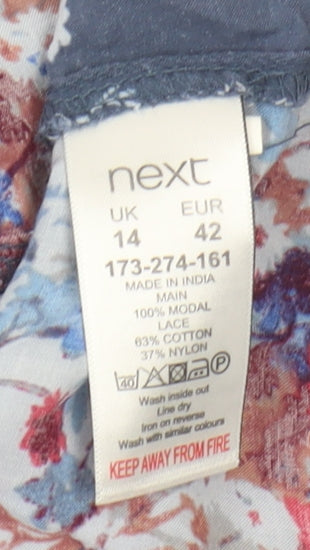 next
UK EUR
14 42
173-274-161
MADE IN INDIA
MAIN
100% MODAL
LACE
63% COTTON
37% NYLON
40 P
Wash inside out
Line dry
Iron on reverse
Wash with similar colours
KEEP AWAY FROM FIRE